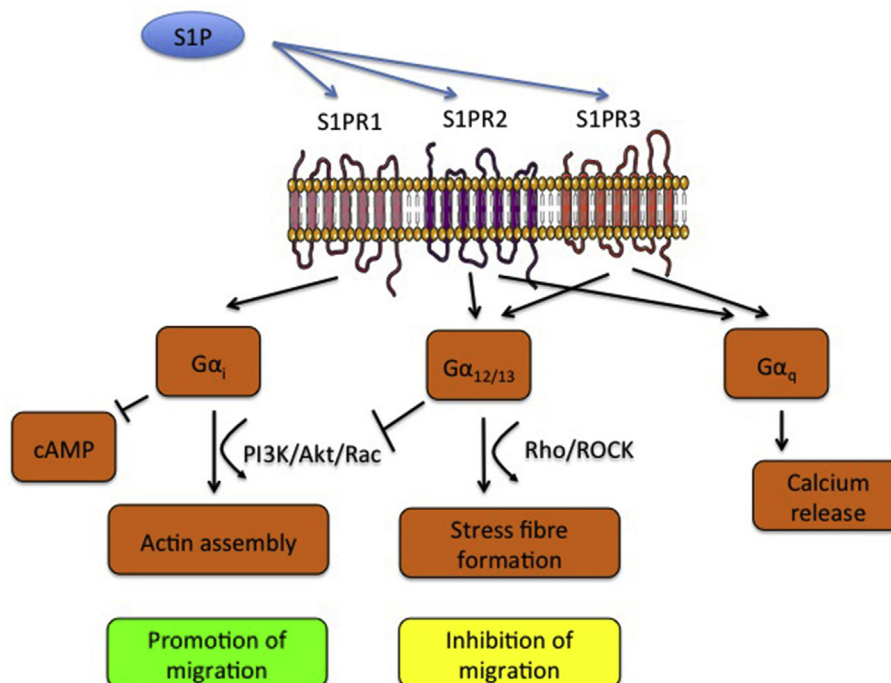 S1P
S1PR1 S1PR2 S1PR3
Gαi Gα12/13 Gαq
cAMP
PI3K/Akt/Rac Rho/ROCK
Calcium
release
Actin assembly
Stress fibre
formation
Promotion of
migration
Inhibition of
migration